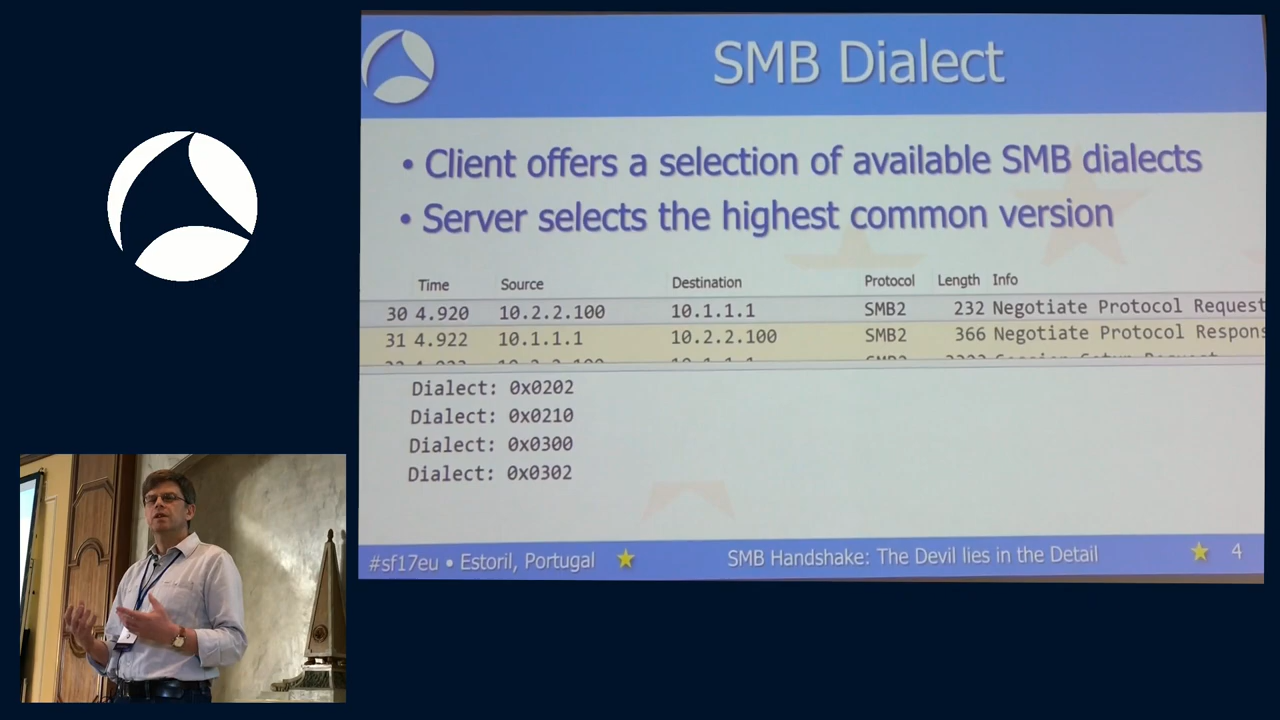 SMB Dialect
• Client offers a selection of available SMB dialects
• Server selects the highest common version
Time Source Destination Protocol Length Info
30 4.920 10.2.2.100 10.1.1.1 SMB2 232 Negotiate Protocol Request
31 4.922 10.1.1.1 10.2.2.100 SMB2 366 Negotiate Protocol Respons
Dialect: 0x0202
Dialect: 0x0210
Dialect: 0x0300
Dialect: 0x0302
#sf17eu • Estoril, Portugal SMB Handshake: The Devil lies in the Detail 4